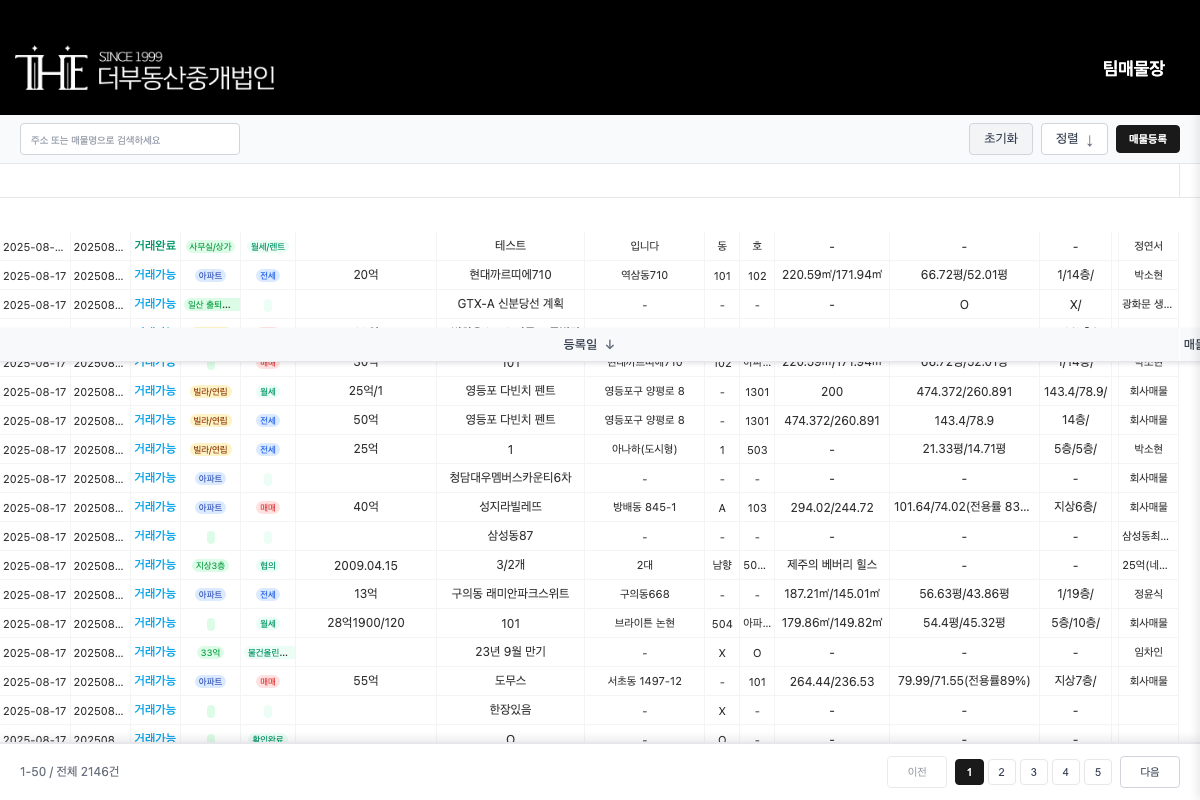 THE SINCE 1999 더부동산중개법인
팀매물장
주소 또는 매물명으로 검색하세요 초기화 정렬 ↓ 매물등록
2025-08-... 202508... 거래완료 사무실/상가 월세/렌트 테스트 입니다 동 호 - - - 정연서
2025-08-17 202508... 거래가능 아파트 전세 20억 현대까르띠에710 역삼동710 101 102 220.59㎡/171.94㎡ 66.72평/52.01평 1/14층/ 박소현
2025-08-17 202508... 거래가능 일산 출퇴... GTX-A 신분당선 계획 - - - - O X/ 광화문 생...
등록일 ↓
2025-08-17 202508... 거래가능 매매 101 102 아파... 220.59㎡/171.94㎡ 66.72평/52.01평 1/14층/ 박소현
2025-08-17 202508... 거래가능 빌라/연립 월세 25억/1 영등포 다빈치 펜트 영등포구 양평로 8 - 1301 200 474.372/260.891 143.4/78.9/ 회사매물
2025-08-17 202508... 거래가능 빌라/연립 전세 50억 영등포 다빈치 펜트 영등포구 양평로 8 - 1301 474.372/260.891 143.4/78.9 14층/ 회사매물
2025-08-17 202508... 거래가능 빌라/연립 전세 25억 1 아나하(도시형) 1 503 - 21.33평/14.71평 5층/5층/ 박소현
2025-08-17 202508... 거래가능 아파트 청담대우멤버스카운티6차 - - - - - - 회사매물
2025-08-17 202508... 거래가능 아파트 매매 40억 성지라빌레뜨 방배동 845-1 A 103 294.02/244.72 101.64/74.02(전용률 83... 지상6층/ 회사매물
2025-08-17 202508... 거래가능 삼성동87 - - - - - - 삼성동최...
2025-08-17 202508... 거래가능 지상3층 협의 2009.04.15 3/2개 2대 남향 50... 제주의 베버리 힐스 - - 25억(네...
2025-08-17 202508... 거래가능 아파트 전세 13억 구의동 래미안파크스위트 구의동668 - - 187.21㎡/145.01㎡ 56.63평/43.86평 1/19층/ 정윤식
2025-08-17 202508... 거래가능 월세 28억1900/120 101 브라이튼 논현 504 아파... 179.86㎡/149.82㎡ 54.4평/45.32평 5층/10층/ 회사매물
2025-08-17 202508... 거래가능 33억 물건올린... 23년 9월 만기 - X O - - - 임차인
2025-08-17 202508... 거래가능 아파트 매매 55억 도무스 서초동 1497-12 - 101 264.44/236.53 79.99/71.55(전용률89%) 지상7층/ 회사매물
2025-08-17 202508... 거래가능 한장있음 - X - - - -
2025-08-17 202508... 거래가능 확인완료 O - O - - - -
1-50 / 전체 2146건 이전 1 2 3 4 5 다음